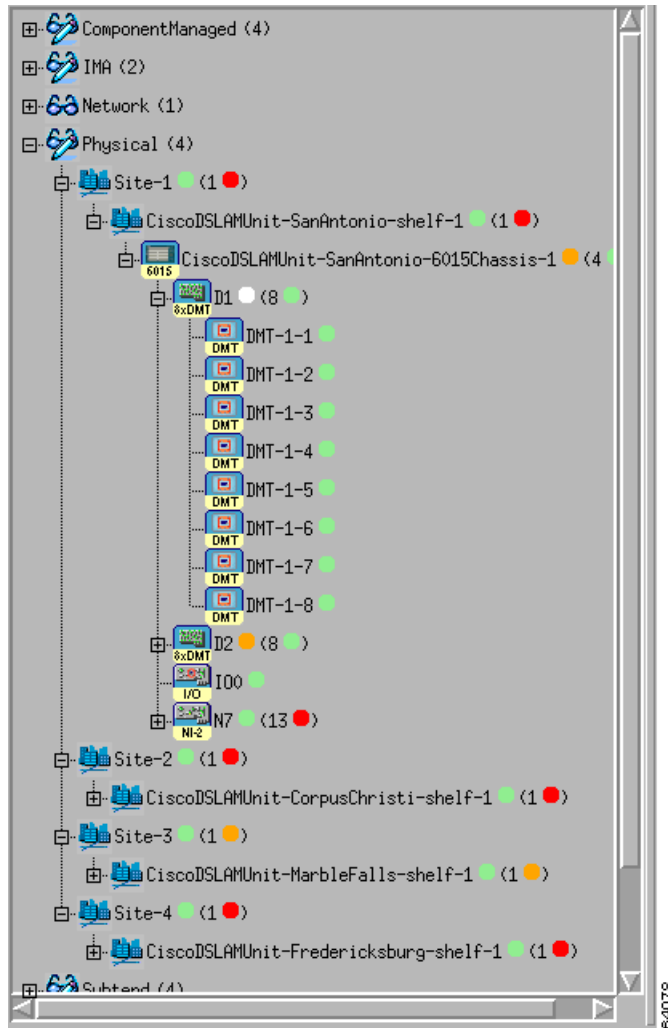 ComponentManaged (4)
IMA (2)
Network (1)
Physical (4)
Site-1 (1 )
CiscoDSLAMUnit-SanAntonio-shelf-1 (1 )
6015 CiscoDSLAMUnit-SanAntonio-6015Chassis-1 (4
8xDMT D1 (8 )
DMT DMT-1-1
DMT DMT-1-2
DMT DMT-1-3
DMT DMT-1-4
DMT DMT-1-5
DMT DMT-1-6
DMT DMT-1-7
DMT DMT-1-8
8xDMT D2 (8 )
I/O IO0
NI-2 N7 (13 )
Site-2 (1 )
CiscoDSLAMUnit-CorpusChristi-shelf-1 (1 )
Site-3 (1 )
CiscoDSLAMUnit-MarbleFalls-shelf-1 (1 )
Site-4 (1 )
CiscoDSLAMUnit-Fredericksburg-shelf-1 (1 )
Subtend (4)
84078